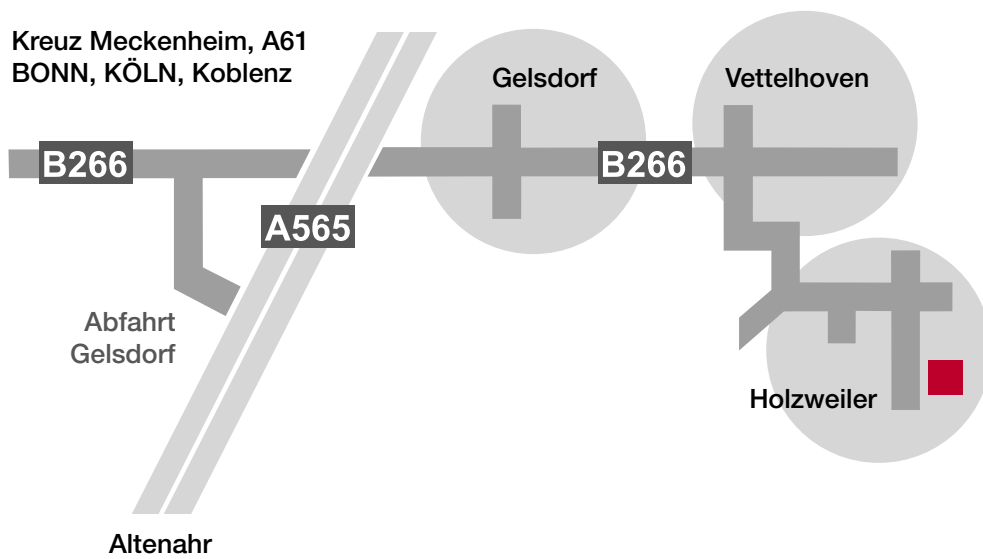 Kreuz Meckenheim, A61
BONN, KÖLN, Koblenz
Gelsdorf
Vettelhoven
B266
B266
A565
Abfahrt
Gelsdorf
Holzweiler
Altenahr